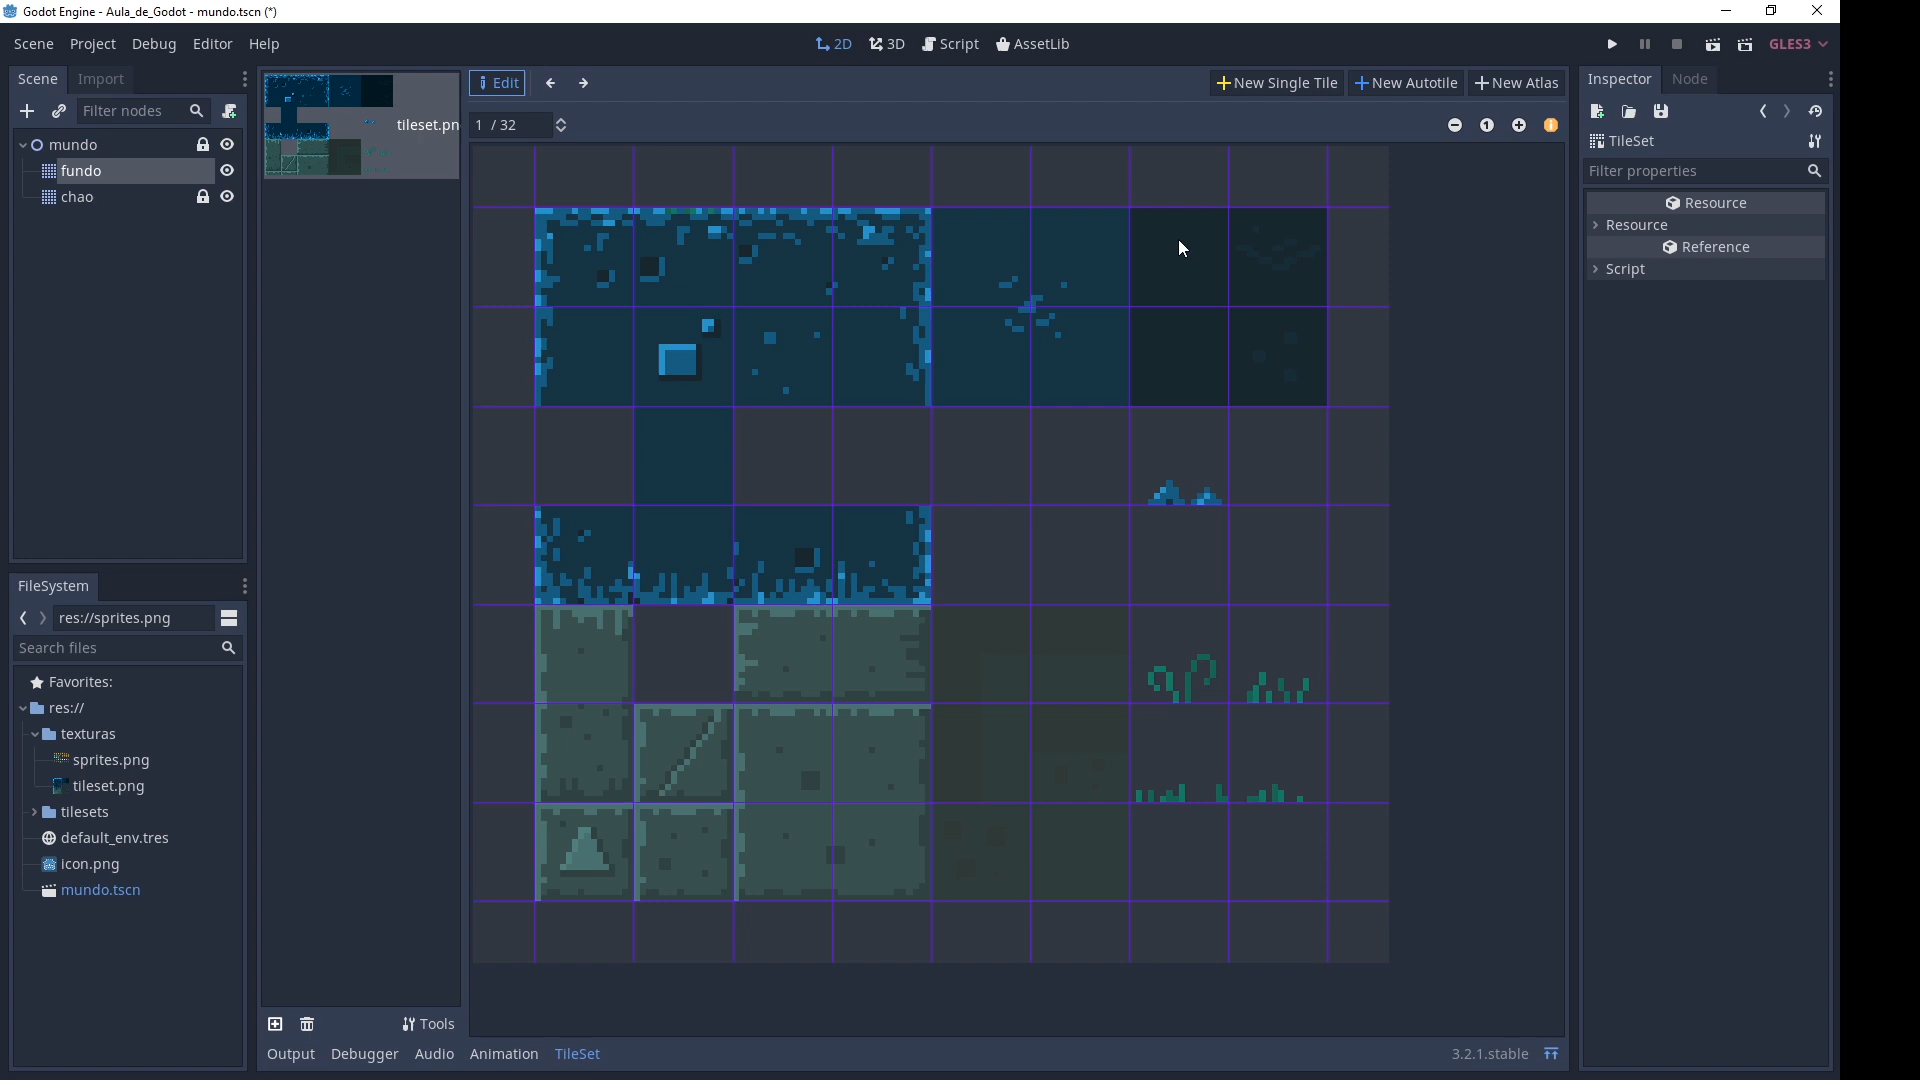 Godot Engine - Aula_de_Godot - mundo.tscn (*)
Scene Project Debug Editor Help
2D 3D Script AssetLib
GLES3
Scene Import
Filter nodes
mundo
fundo
chao
FileSystem
res://sprites.png
Search files
Favorites:
res://
texturas
sprites.png
tileset.png
tilesets
default_env.tres
icon.png
mundo.tscn
tileset.pn
Tools
Edit
New Single Tile New Autotile New Atlas
1 / 32
1
Output Debugger Audio Animation TileSet
3.2.1.stable
Inspector Node
TileSet
Filter properties
Resource
Resource
Reference
Script